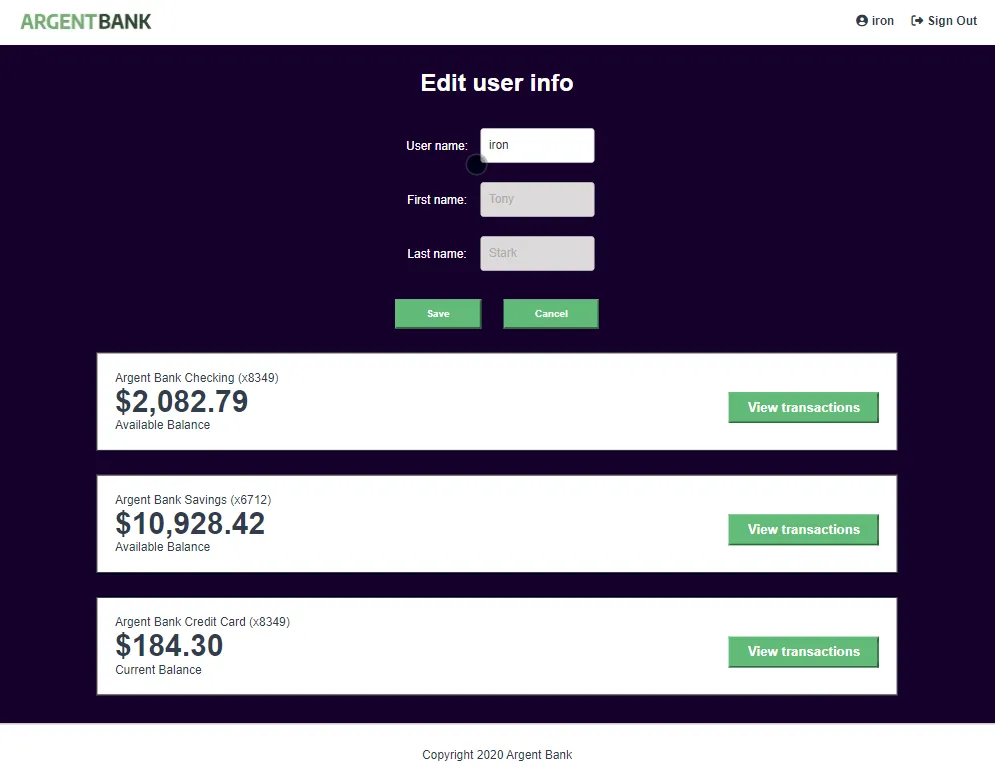 ARGENTBANK
iron
Sign Out
Edit user info
User name: iron
First name: Tony
Last name: Stark
Save Cancel
Argent Bank Checking (x8349)
$2,082.79
Available Balance
View transactions
Argent Bank Savings (x6712)
$10,928.42
Available Balance
View transactions
Argent Bank Credit Card (x8349)
$184.30
Current Balance
View transactions
Copyright 2020 Argent Bank